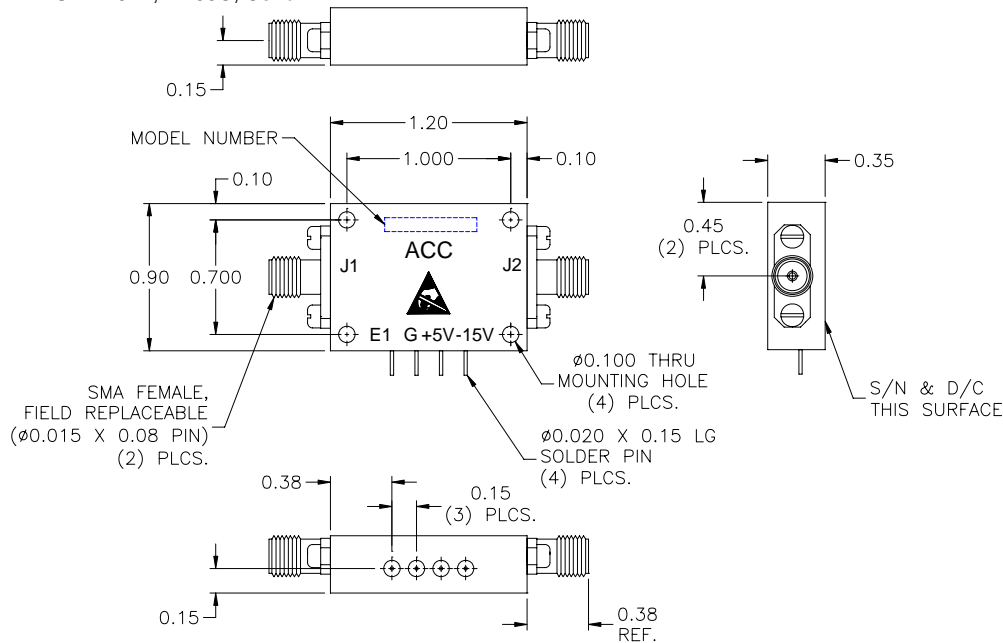 0.15
1.20
MODEL NUMBER
1.000
0.10
0.10
0.35
0.45
(2) PLCS.
ACC
J1
J2
0.90
0.700
E1 G +5V -15V
SMA FEMALE,
FIELD REPLACEABLE
(ø0.015 X 0.08 PIN)
(2) PLCS.
ø0.100 THRU
MOUNTING HOLE
(4) PLCS.
S/N & D/C
THIS SURFACE
ø0.020 X 0.15 LG
SOLDER PIN
(4) PLCS.
0.38
0.15
(3) PLCS.
0.15
0.38
REF.